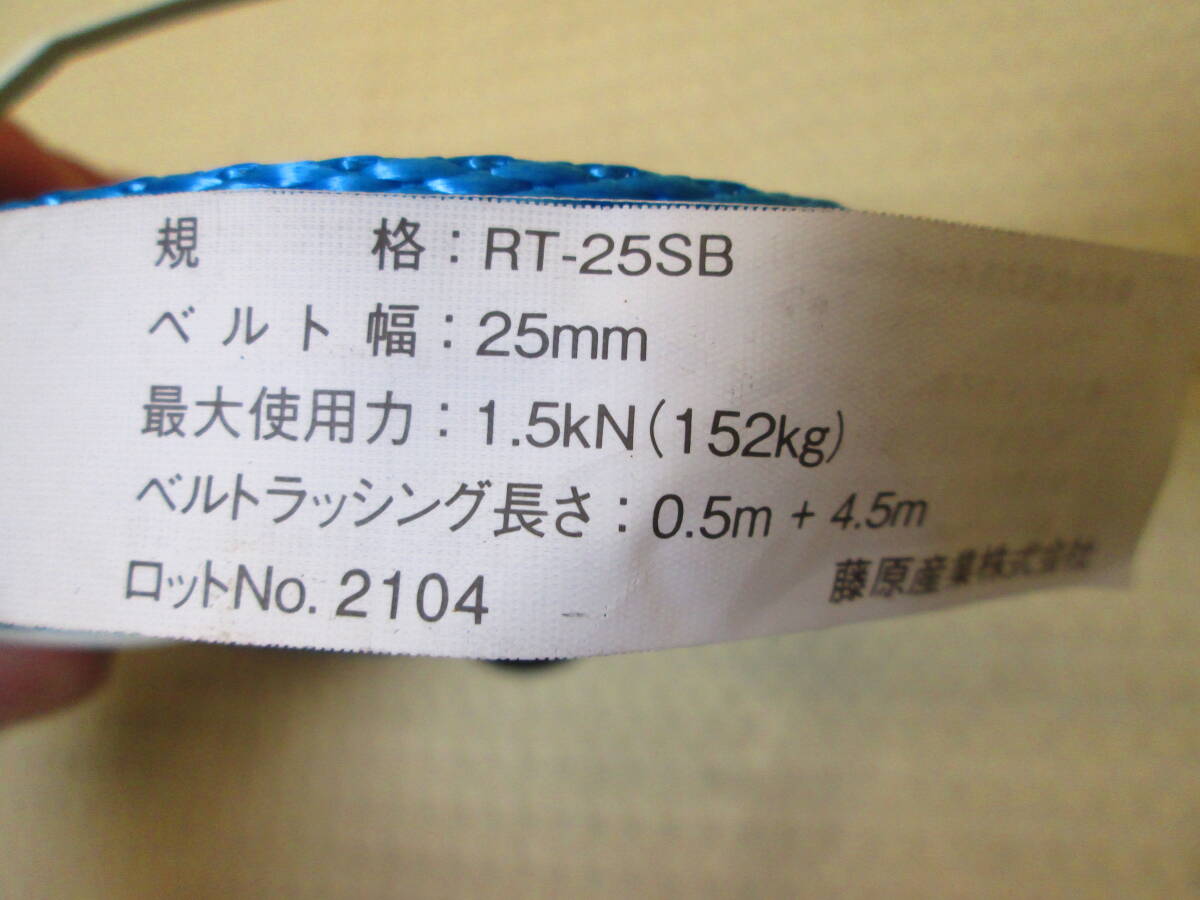 規 格：RT-25SB
ベルト幅：25mm
最大使用力：1.5kN(152kg)
ベルトラッシング長さ：0.5m + 4.5m
ロットNo. 2104 藤原産業株式会社